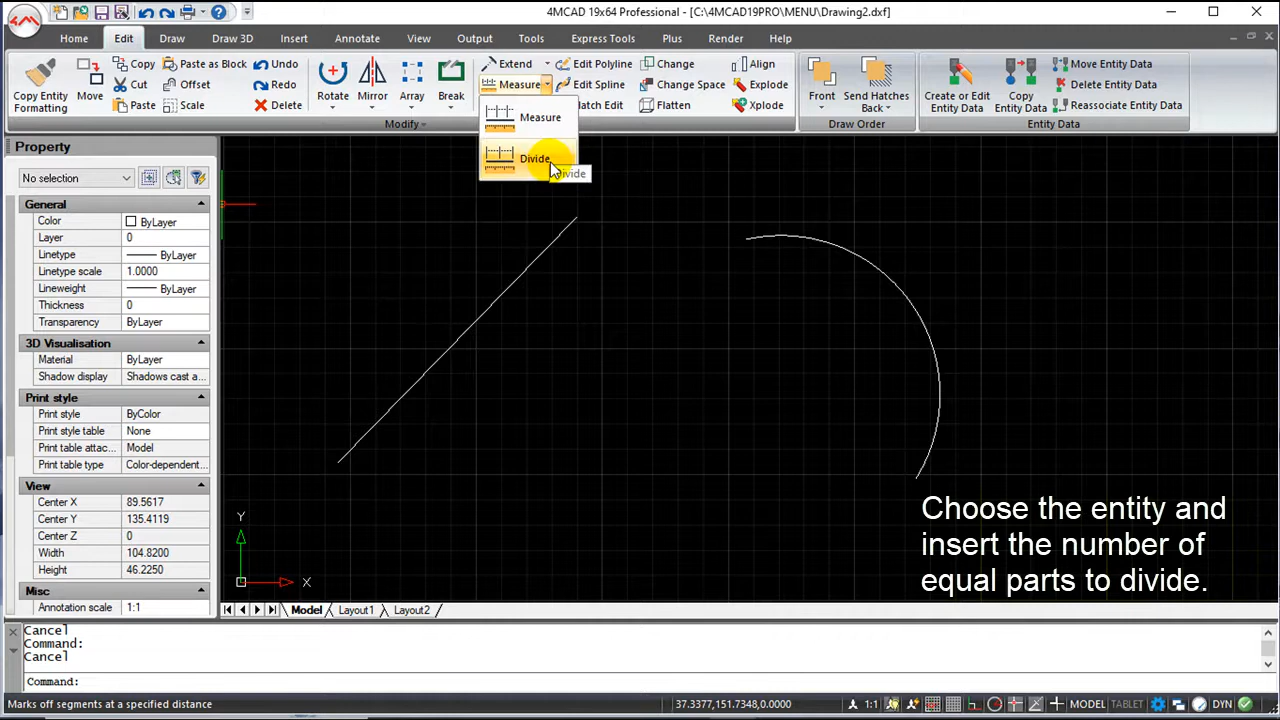 4MCAD 19x64 Professional - [C:\4MCAD19PRO\MENU\Drawing2.dxf]
Home Edit Draw Draw 3D Insert Annotate View Output Tools Express Tools Plus Render Help
Copy Paste as Block Undo Extend Edit Polyline Change Align Move Entity Data
Cut Offset Redo Measure Edit Spline Change Space Explode Delete Entity Data
Paste Scale Delete atch Edit Flatten Xplode Reassociate Entity Data
Copy Entity Formatting Move Rotate Mirror Array Break Front Send Hatches Back Create or Edit Entity Data Copy Entity Data
Modify Draw Order Entity Data
Measure
Divide
Divide
Property
No selection
General
Color ByLayer
Layer 0
Linetype ByLayer
Linetype scale 1.0000
Lineweight ByLayer
Thickness 0
Transparency ByLayer
3D Visualisation
Material ByLayer
Shadow display Shadows cast a...
Print style
Print style ByColor
Print style table None
Print table attac... Model
Print table type Color-dependent...
View
Center X 89.5617
Center Y 135.4119
Center Z 0
Width 104.8200
Height 46.2250
Misc
Annotation scale 1:1
Y
X
Choose the entity and
insert the number of
equal parts to divide.
Model Layout1 Layout2
Cancel
Command:
Cancel
Command:
Marks off segments at a specified distance 37.3377,151.7348,0.0000 1:1 MODEL TABLET DYN